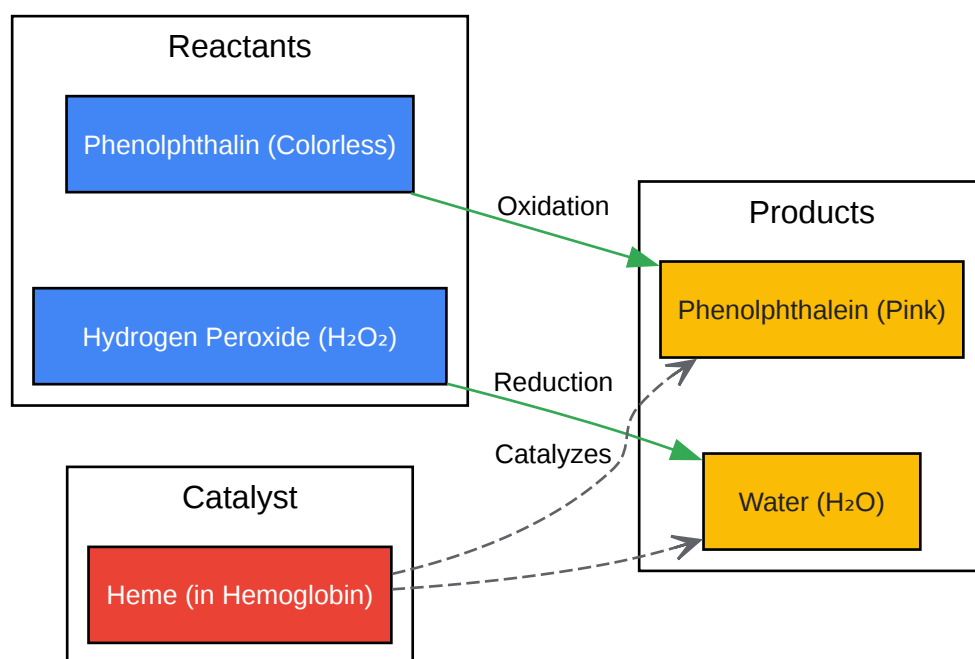 Reactants
Phenolphthalin (Colorless)
Oxidation
Products
Phenolphthalein (Pink)
Hydrogen Peroxide (H₂O₂)
Reduction
Catalyzes
Water (H₂O)
Catalyst
Heme (in Hemoglobin)